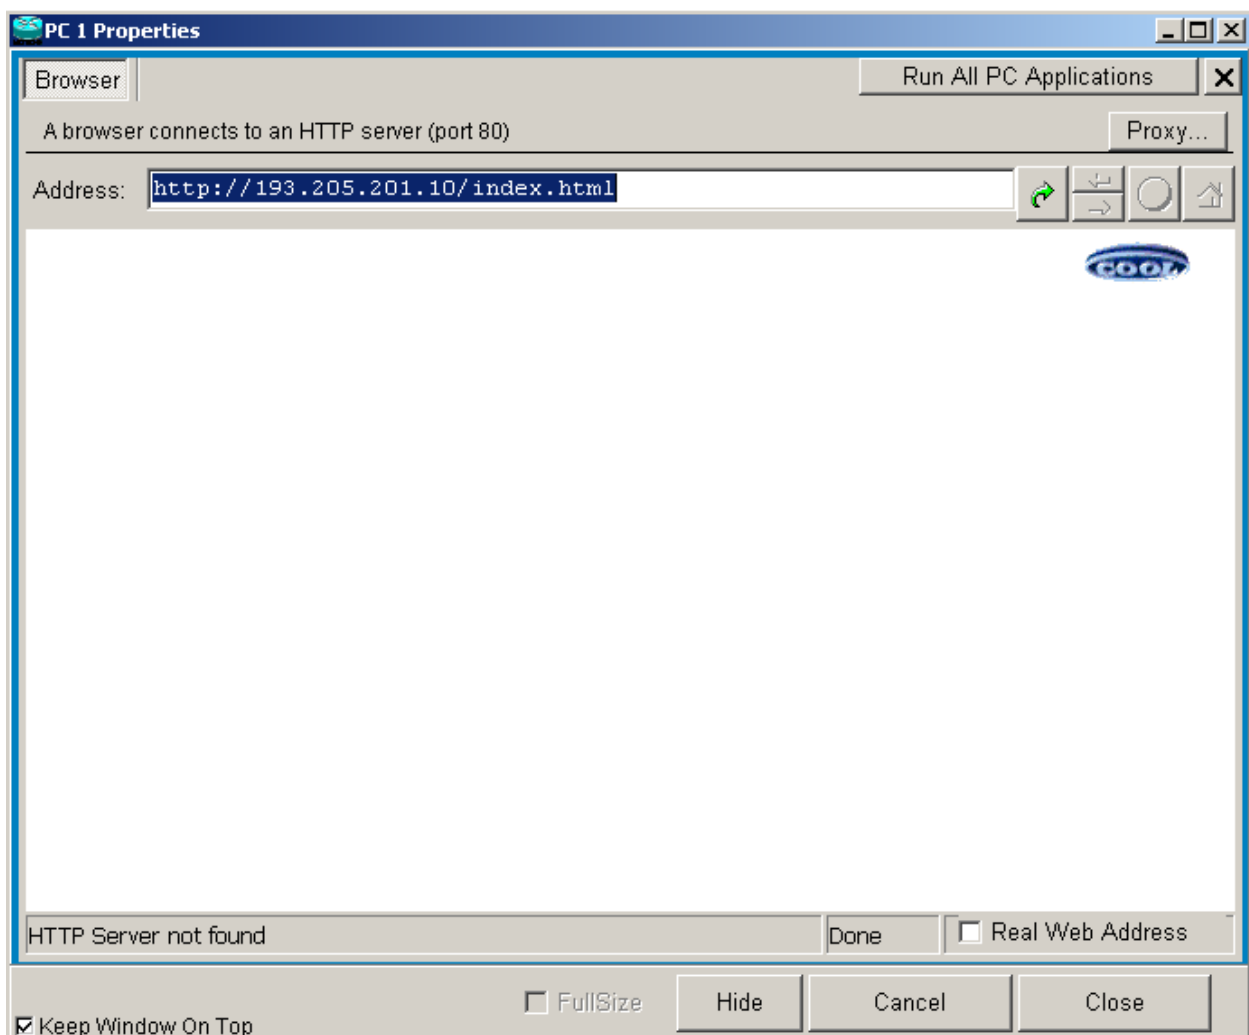 PC 1 Properties
Browser
Run All PC Applications
A browser connects to an HTTP server (port 80)
Proxy...
Address:
http://193.205.201.10/index.html
COOL
HTTP Server not found
Done
Real Web Address
FullSize
Hide
Cancel
Close
Keep Window On Top